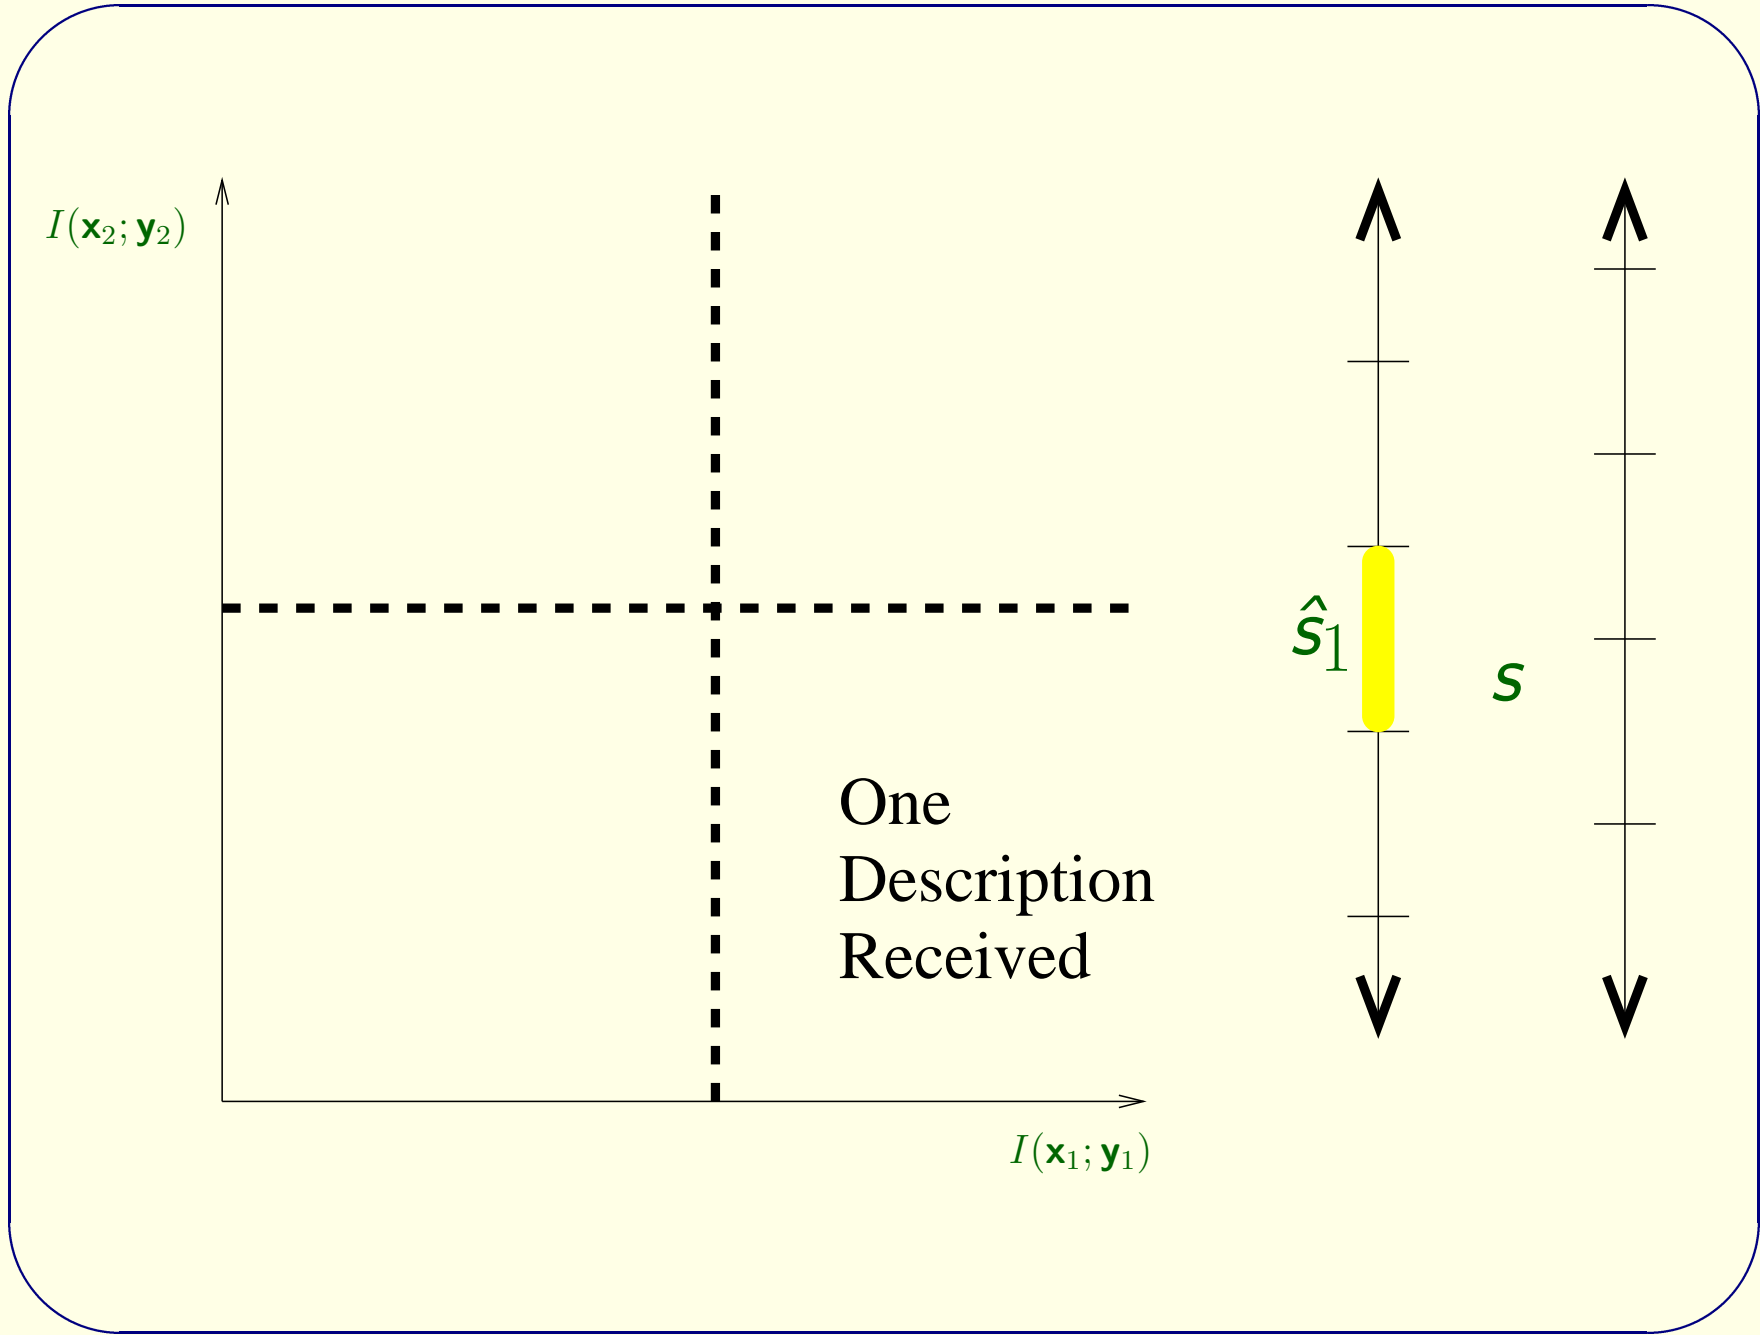 I(x₂; y₂)
ŝ₁
s
One
Description
Received
I(x₁; y₁)